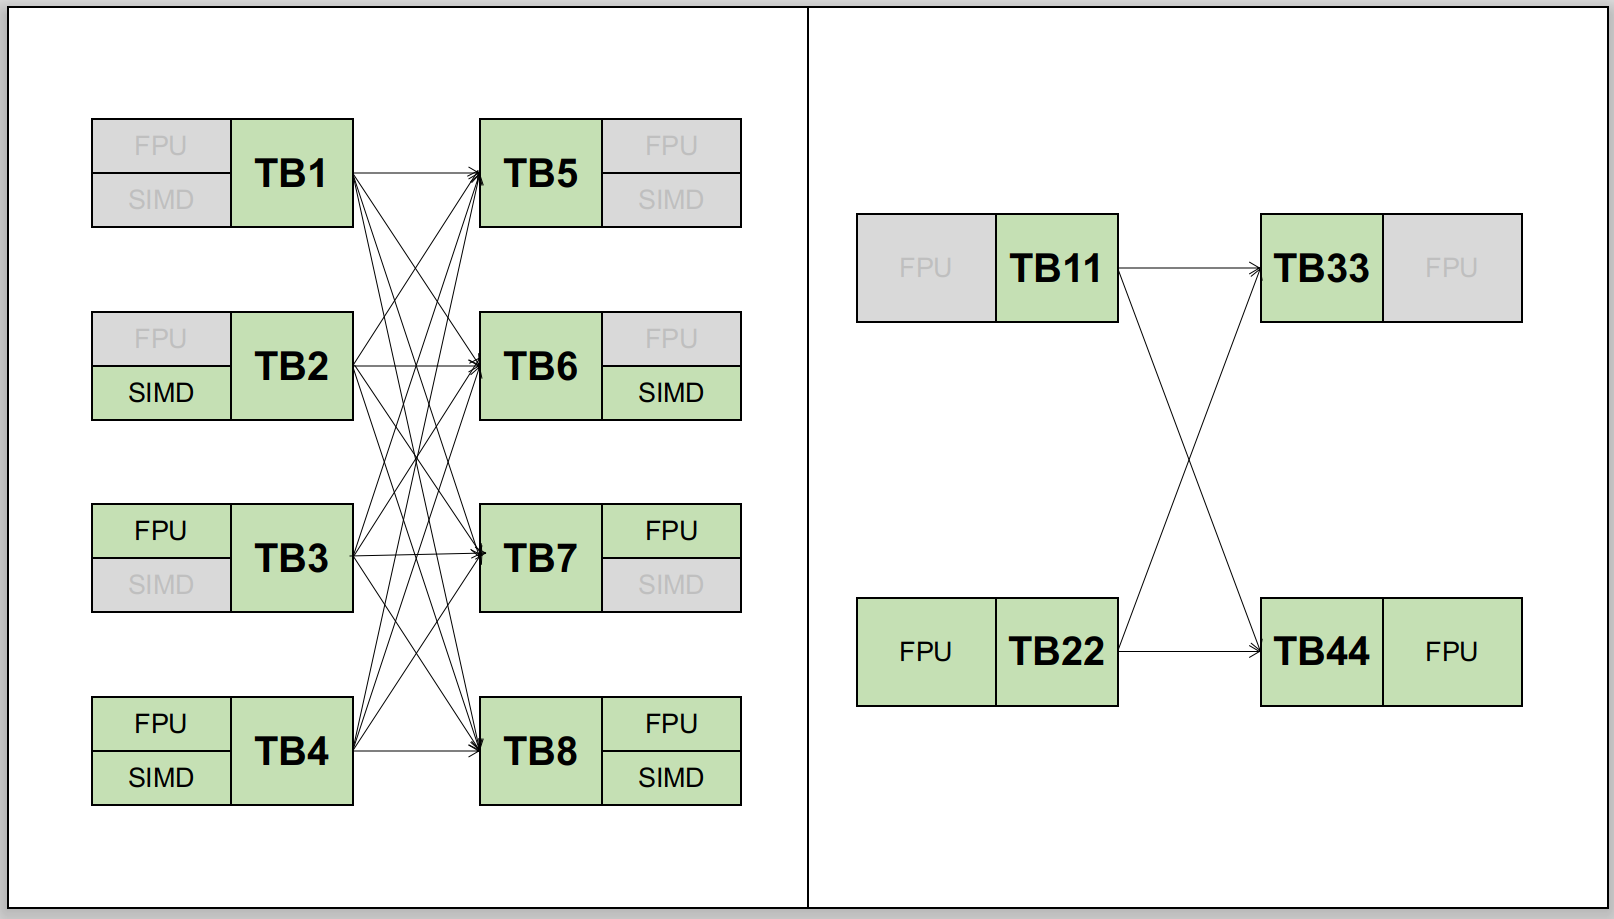 FPU
SIMD
TB1
TB5
FPU
SIMD
FPU
SIMD
TB2
TB6
FPU
SIMD
FPU
SIMD
TB3
TB7
FPU
SIMD
FPU
SIMD
TB4
TB8
FPU
SIMD
FPU
TB11
TB33
FPU
FPU
TB22
TB44
FPU